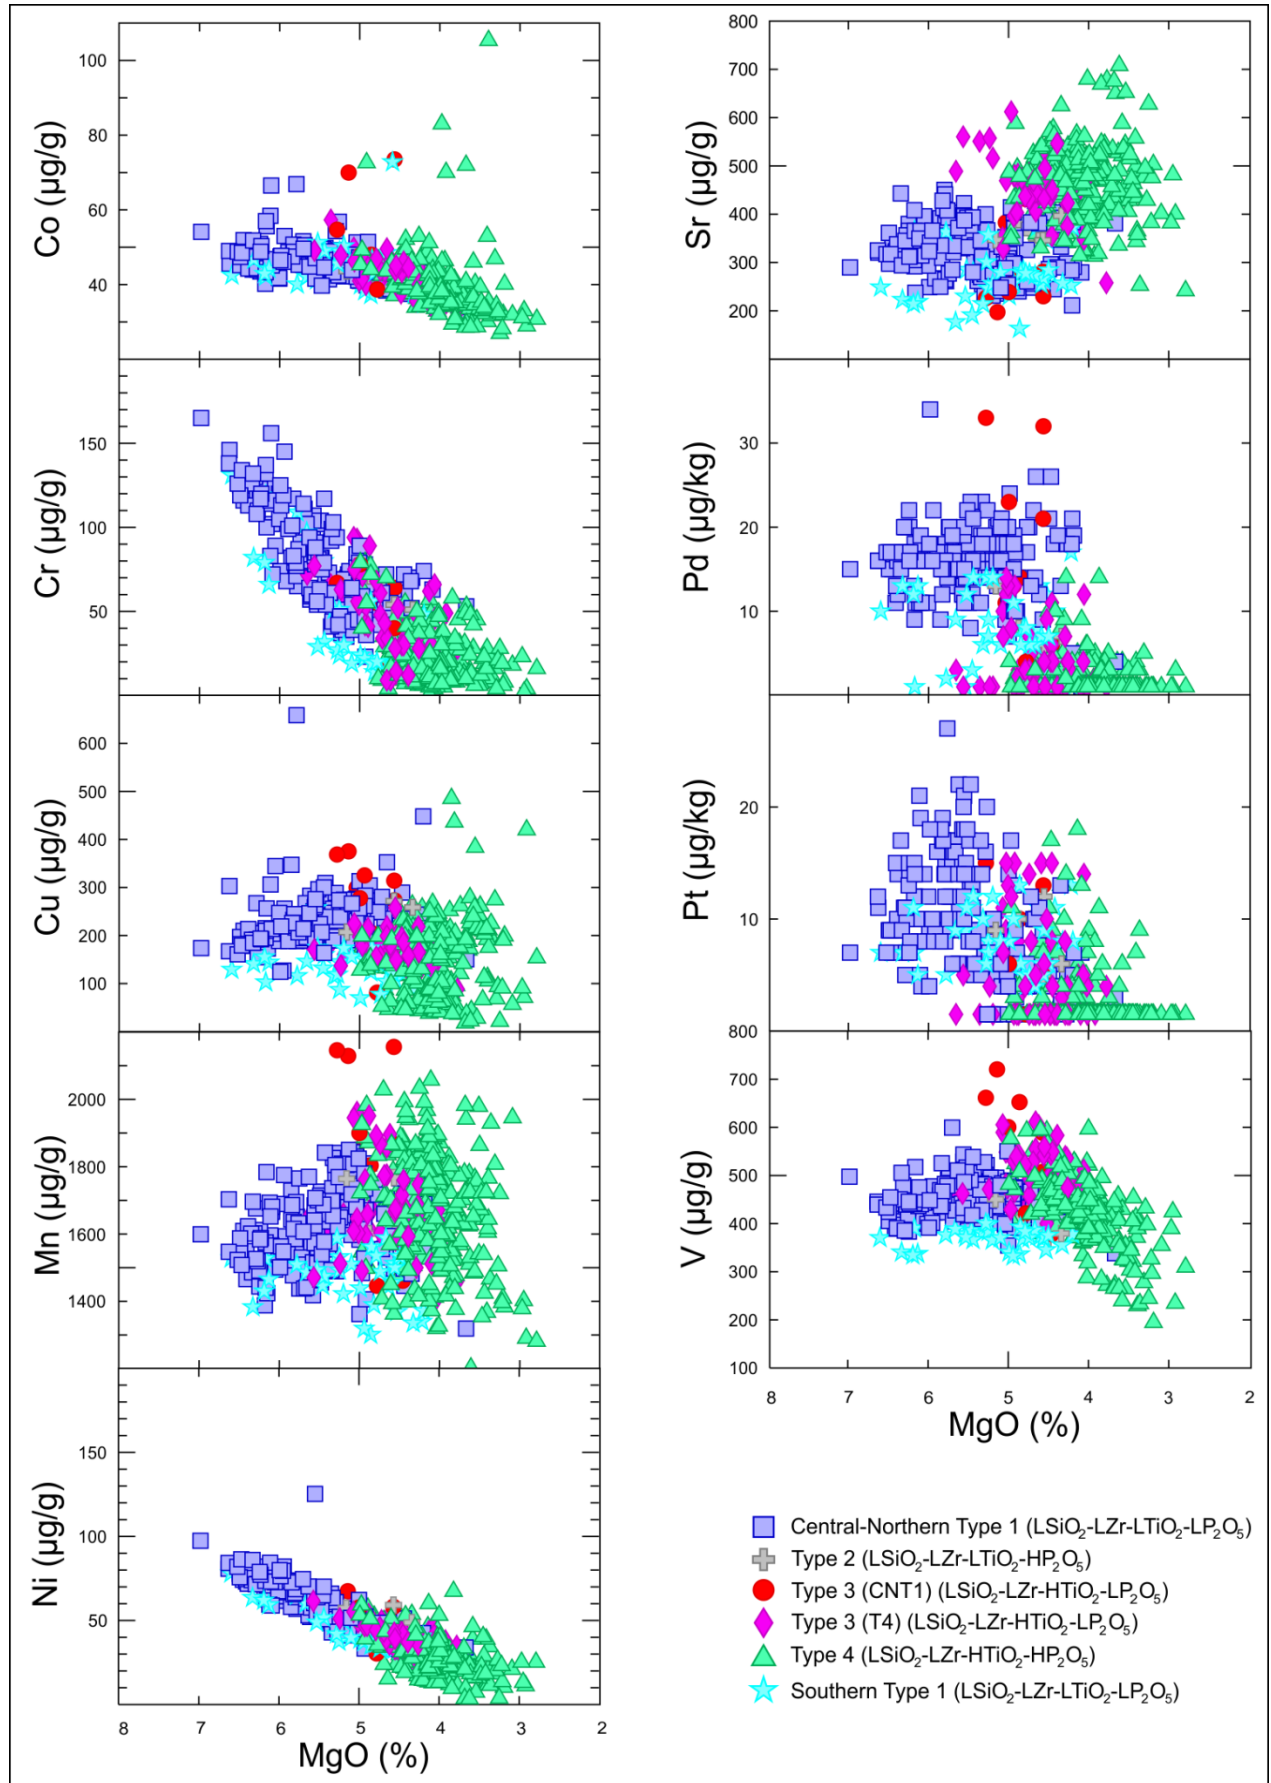 Co (µg/g)
100
80
60
40
Cr (µg/g)
150
100
50
Cu (µg/g)
600
500
400
300
200
100
Mn (µg/g)
2000
1800
1600
1400
Ni (µg/g)
150
100
50
8 7 6 5 4 3 2
MgO (%)
Sr (µg/g)
800
700
600
500
400
300
200
Pd (µg/kg)
30
20
10
Pt (µg/kg)
20
10
V (µg/g)
800
700
600
500
400
300
200
100
8 7 6 5 4 3 2
MgO (%)
Central-Northern Type 1 (LSiO₂-LZr-LTiO₂-LP₂O₅)
Type 2 (LSiO₂-LZr-LTiO₂-HP₂O₅)
Type 3 (CNT1) (LSiO₂-LZr-HTiO₂-LP₂O₅)
Type 3 (T4) (LSiO₂-LZr-HTiO₂-LP₂O₅)
Type 4 (LSiO₂-LZr-HTiO₂-HP₂O₅)
Southern Type 1 (LSiO₂-LZr-LTiO₂-LP₂O₅)